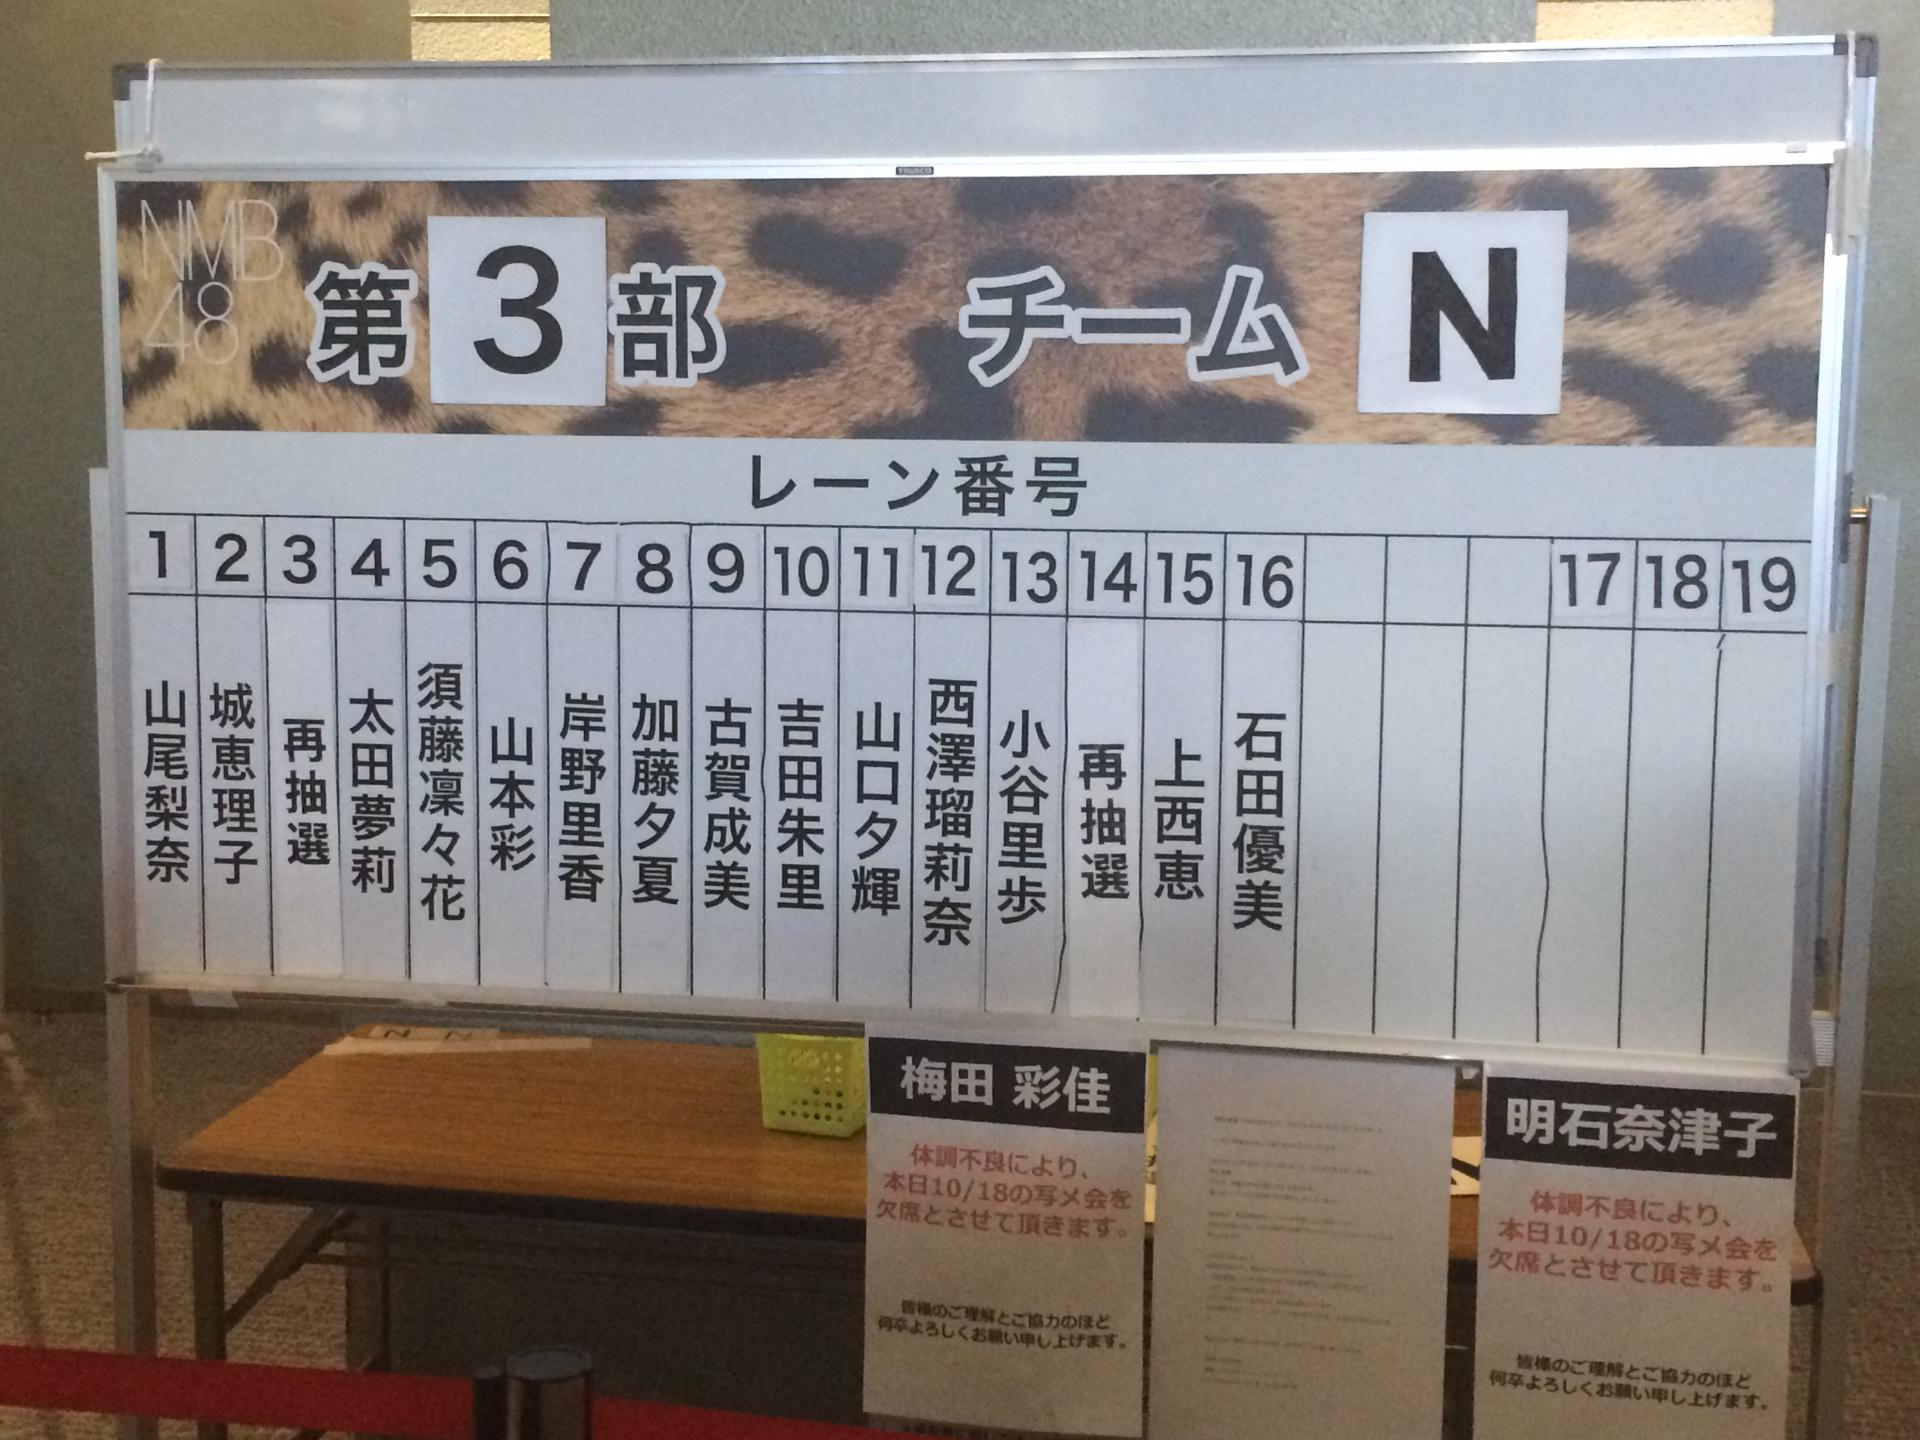 NMB
48
第3部 チームN
レーン番号
1 2 3 4 5 6 7 8 9 10 11 12 13 14 15 16 17 18 19
山尾梨奈
城恵理子
再抽選
太田夢莉
須藤凜々花
山本彩
岸野里香
加藤夕夏
古賀成美
吉田朱里
山口夕輝
西澤瑠莉奈
小谷里歩
再抽選
上西恵
石田優美
梅田 彩佳
体調不良により、
本日10/18の写メ会を
欠席とさせて頂きます。
皆様のご理解とご協力のほど
何卒よろしくお願い申し上げます。
明石奈津子
体調不良により、
本日10/18の写メ会を
欠席とさせて頂きます。
皆様のご理解とご協力のほど
何卒よろしくお願い申し上げます。